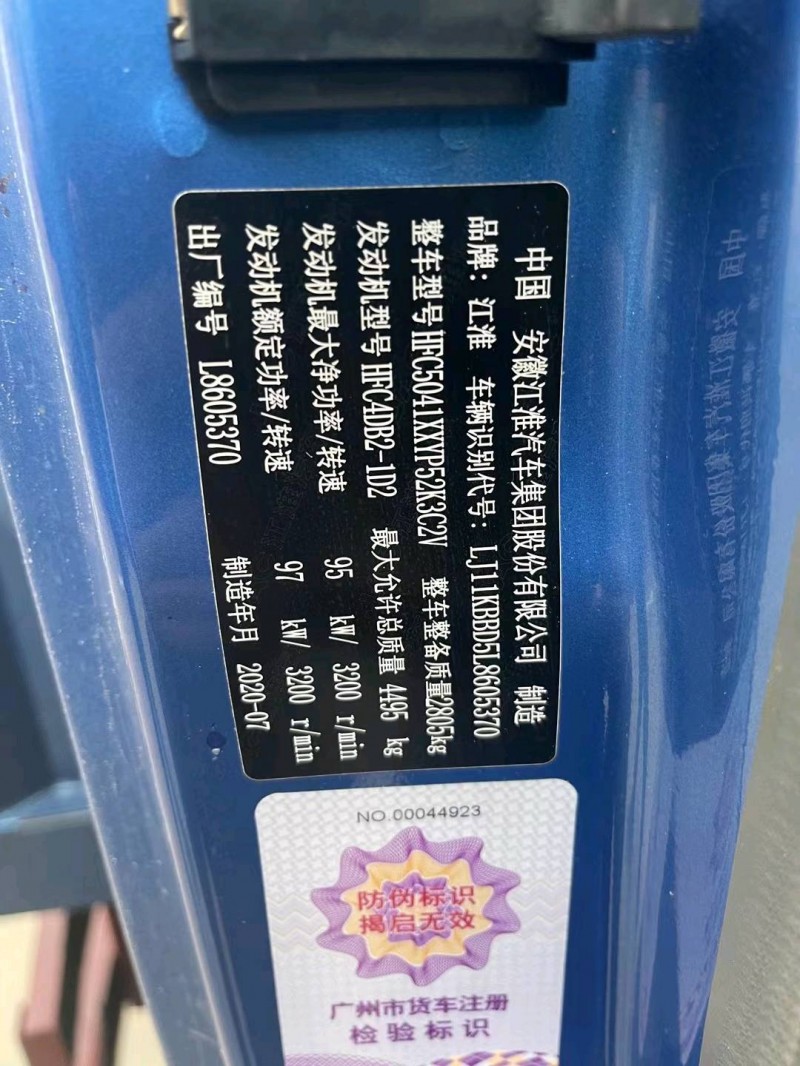 中国 安徽江淮汽车集团股份有限公司 制造
品牌：江淮 车辆识别代号：LJ11KBBD5L8605370
整车型号 HFC5041XXYP52K3C2V 整车整备质量2805kg
发动机型号 HFC4DB2-1D2 最大允许总质量 4495 kg
发动机最大净功率/转速 95 kW/ 3200 r/min
发动机额定功率/转速 97 kW/ 3200 r/min
出厂编号 L8605370 制造年月 2020-07
NO.00044923
防伪标识
揭启无效
广州市货车注册
检验标识